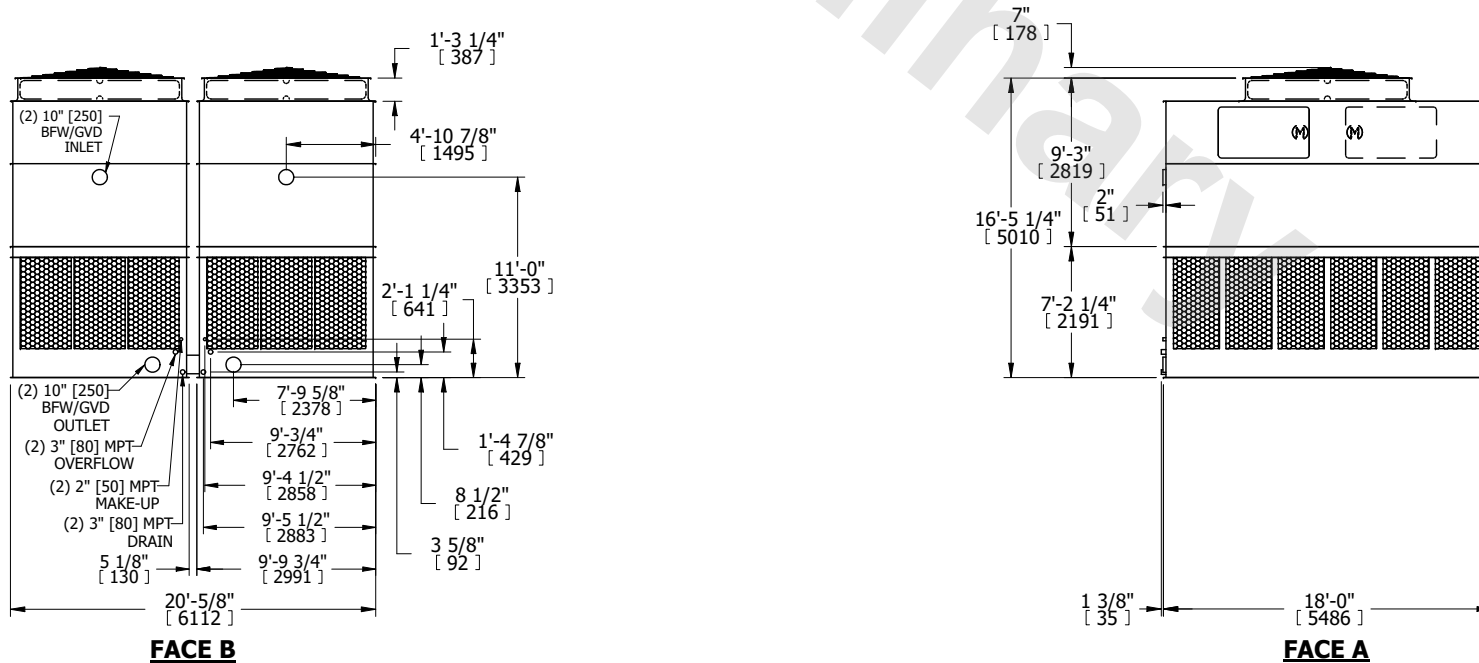 1'-3 1/4"
[ 387 ]
(2) 10" [250]
BFW/GVD
INLET
4'-10 7/8"
[ 1495 ]
11'-0"
[ 3353 ]
2'-1 1/4"
[ 641 ]
(2) 10" [250]
BFW/GVD
OUTLET
(2) 3" [80] MPT
OVERFLOW
(2) 2" [50] MPT
MAKE-UP
(2) 3" [80] MPT
DRAIN
7'-9 5/8"
[ 2378 ]
9'-3/4"
[ 2762 ]
9'-4 1/2"
[ 2858 ]
9'-5 1/2"
[ 2883 ]
1'-4 7/8"
[ 429 ]
8 1/2"
[ 216 ]
3 5/8"
[ 92 ]
5 1/8"
[ 130 ]
9'-9 3/4"
[ 2991 ]
20'-5/8"
[ 6112 ]
FACE B
7"
[ 178 ]
M
M
9'-3"
[ 2819 ]
2"
[ 51 ]
16'-5 1/4"
[ 5010 ]
7'-2 1/4"
[ 2191 ]
1 3/8"
[ 35 ]
18'-0"
[ 5486 ]
FACE A
inary